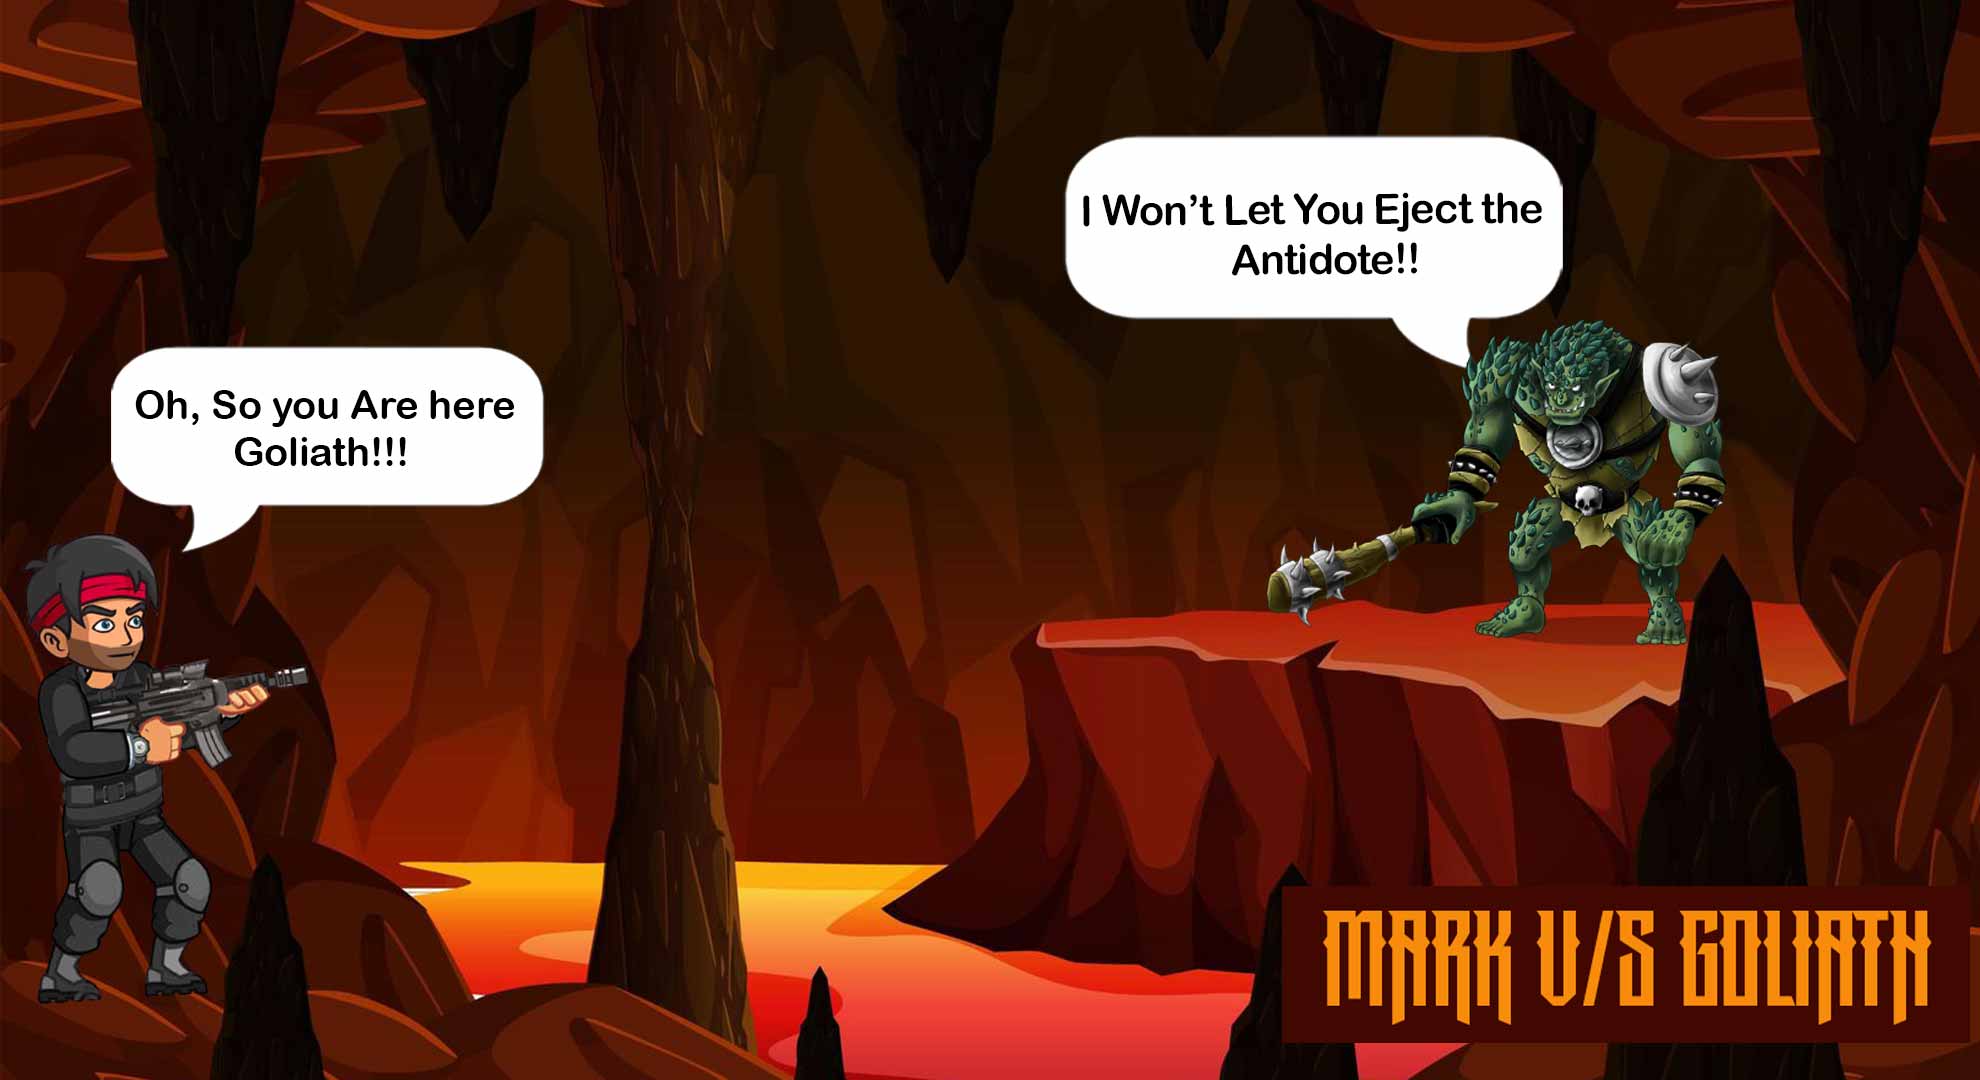 Oh, So you Are here
Goliath!!!
I Won't Let You Eject the
Antidote!!
MARK V/S GOLIATH